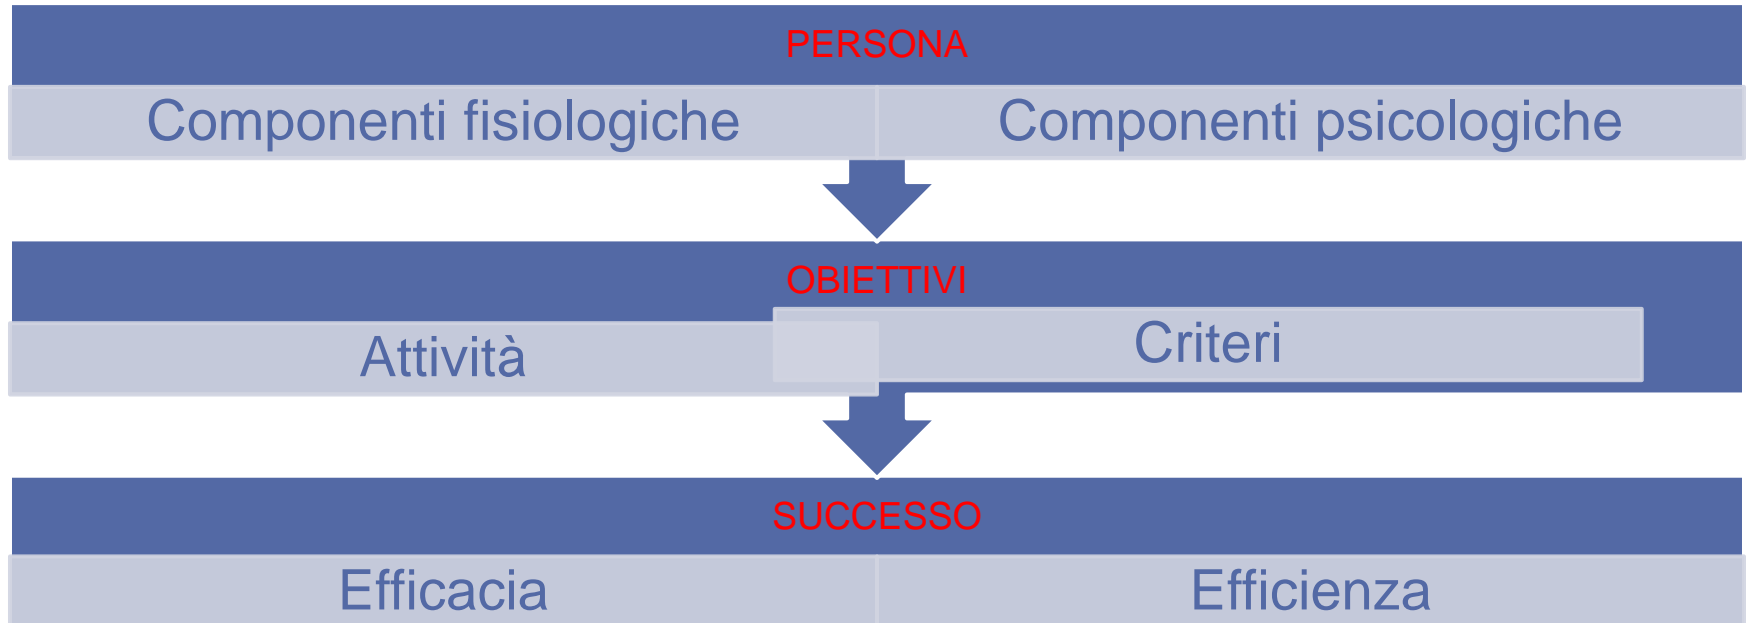 PERSONA
Componenti fisiologiche
Componenti psicologiche
OBIETTIVI
Attività
Criteri
SUCCESSO
Efficacia
Efficienza